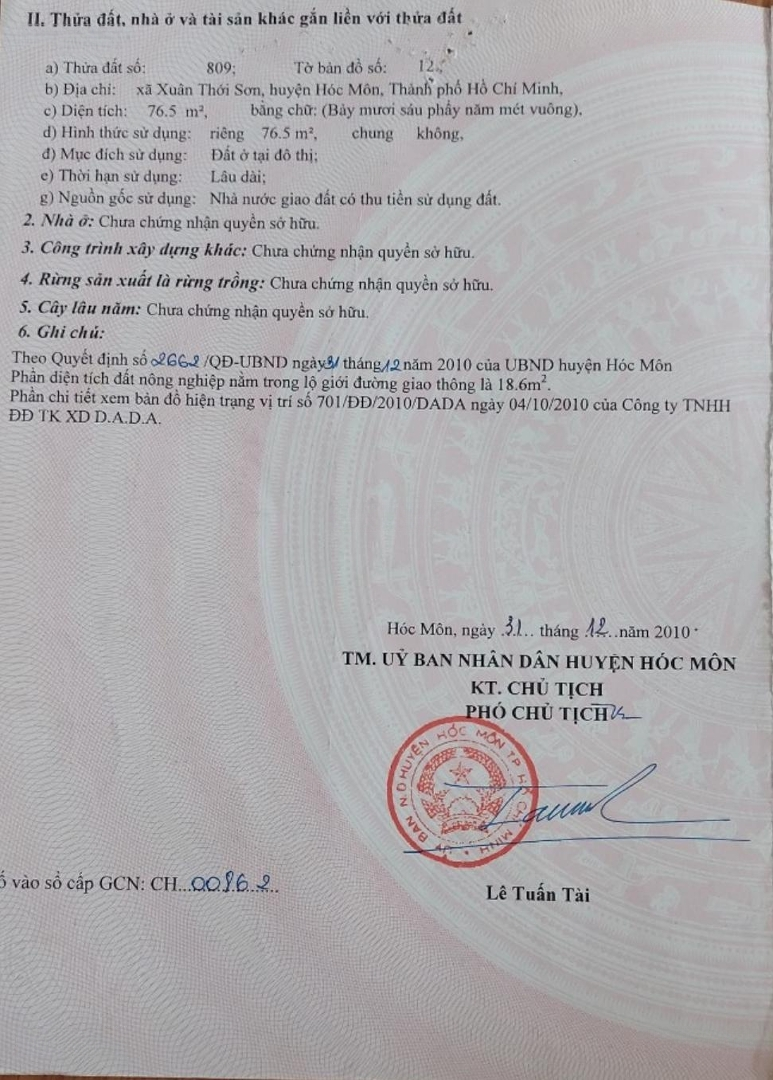 II. Thửa đất, nhà ở và tài sản khác gắn liền với thửa đất
a) Thửa đất số: 809; Tờ bản đồ số: 12.;
b) Địa chỉ: xã Xuân Thới Sơn, huyện Hóc Môn, Thành phố Hồ Chí Minh,
c) Diện tích: 76.5 m², bằng chữ: (Bảy mươi sáu phẩy năm mét vuông),
d) Hình thức sử dụng: riêng 76.5 m², chung không,
đ) Mục đích sử dụng: Đất ở tại đô thị;
e) Thời hạn sử dụng: Lâu dài;
g) Nguồn gốc sử dụng: Nhà nước giao đất có thu tiền sử dụng đất.
2. Nhà ở: Chưa chứng nhận quyền sở hữu.
3. Công trình xây dựng khác: Chưa chứng nhận quyền sở hữu.
4. Rừng sản xuất là rừng trồng: Chưa chứng nhận quyền sở hữu.
5. Cây lâu năm: Chưa chứng nhận quyền sở hữu.
6. Ghi chú:
Theo Quyết định số 2662/QĐ-UBND ngày 31 tháng 12 năm 2010 của UBND huyện Hóc Môn
Phần diện tích đất nông nghiệp nằm trong lộ giới đường giao thông là 18.6m².
Phần chi tiết xem bản đồ hiện trạng vị trí số 701/ĐĐ/2010/DADA ngày 04/10/2010 của Công ty TNHH
ĐĐ TK XD D.A.D.A.
Hóc Môn, ngày 31.. tháng .12..năm 2010
TM. UỶ BAN NHÂN DÂN HUYỆN HÓC MÔN
KT. CHỦ TỊCH
PHÓ CHỦ TỊCH
ỦY BAN N.D HUYỆN HÓC MÔN T.P HỒ CHÍ MINH
Lê Tuấn Tài
ố vào sổ cấp GCN: CH...00862..